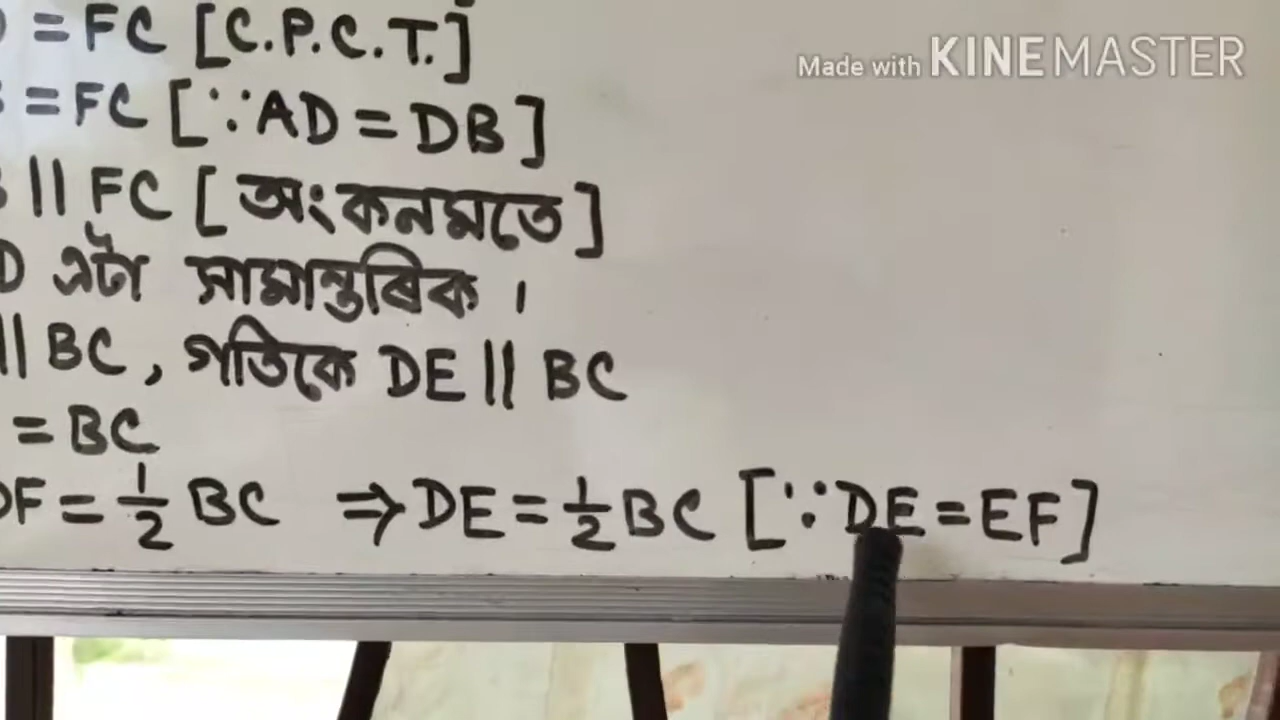 = FC [C.P.C.T.]
Made with KINEMASTER
= FC [∵AD = DB]
|| FC [অংকনমতে]
D এটা সামান্তৰিক ।
|| BC, গতিকে DE || BC
= BC
DF = 1/2 BC ⇒ DE = 1/2 BC [∵DE = EF]